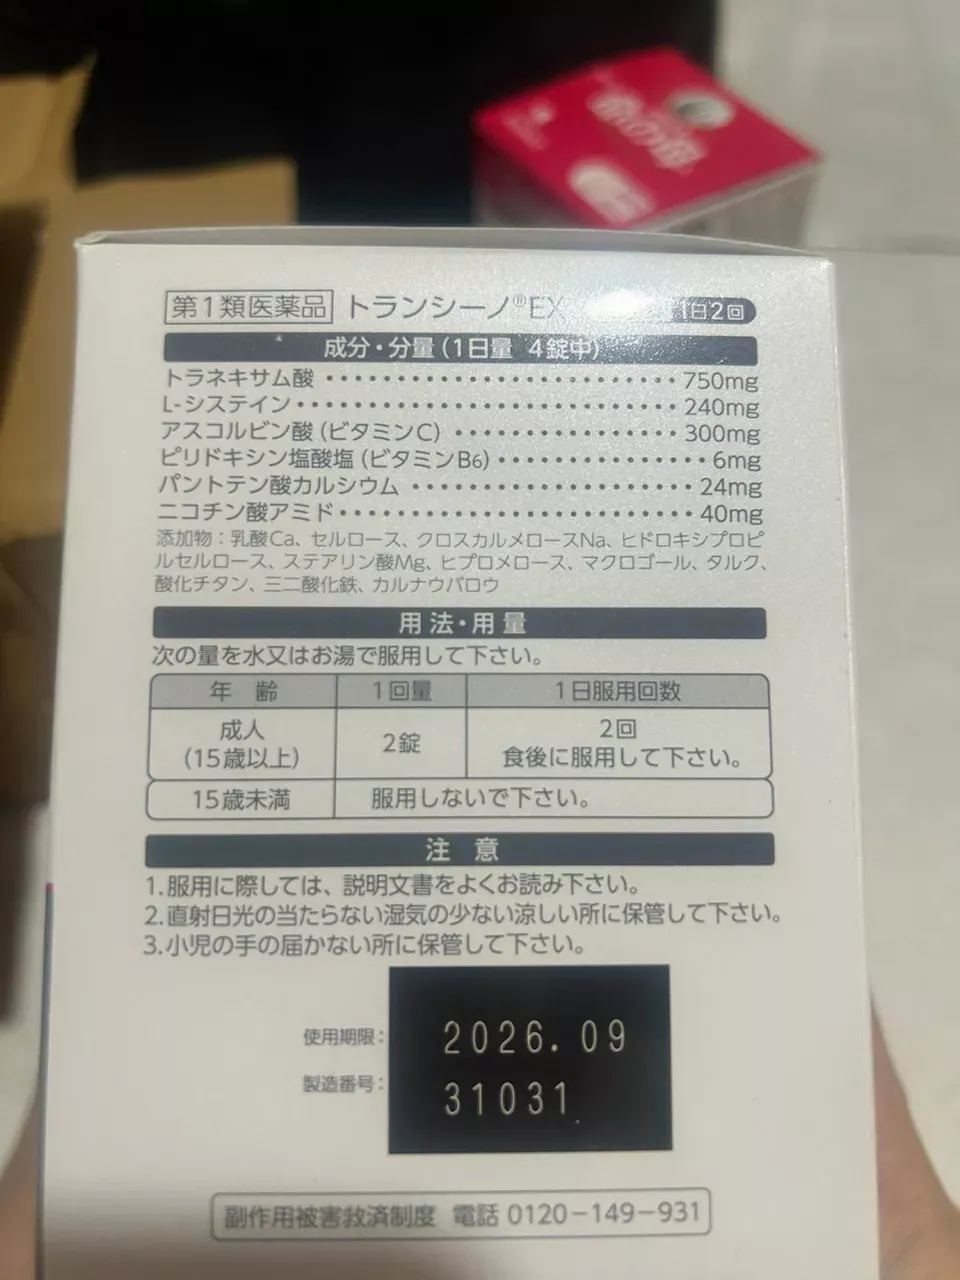 第1類医薬品 トランシーノ®EX 1日2回
成分・分量(1日量 4錠中)
トラネキサム酸 ・・・・・・・・・・・・・・・・・・・・・・・・・ 750mg
L-システイン・・・・・・・・・・・・・・・・・・・・・・・・・・・ 240mg
アスコルビン酸(ビタミンC) ・・・・・・・・・・・・・・・・ 300mg
ピリドキシン塩酸塩(ビタミンB6)・・・・・・・・・・・・・・・ 6mg
パントテン酸カルシウム ・・・・・・・・・・・・・・・・・・・・ 24mg
ニコチン酸アミド・・・・・・・・・・・・・・・・・・・・・・・・・ 40mg
添加物:乳酸Ca、セルロース、クロスカルメロースNa、ヒドロキシプロピ
ルセルロース、ステアリン酸Mg、ヒプロメロース、マクロゴール、タルク、
酸化チタン、三二酸化鉄、カルナウバロウ
用法・用量
次の量を水又はお湯で服用して下さい。
年 齢 1回量 1日服用回数
成人 2回
(15歳以上) 2錠 食後に服用して下さい。
15歳未満 服用しないで下さい。
注 意
1.服用に際しては、説明文書をよくお読み下さい。
2.直射日光の当たらない湿気の少ない涼しい所に保管して下さい。
3.小児の手の届かない所に保管して下さい。
使用期限: 2026.09
製造番号: 31031
副作用被害救済制度 電話 0120-149-931